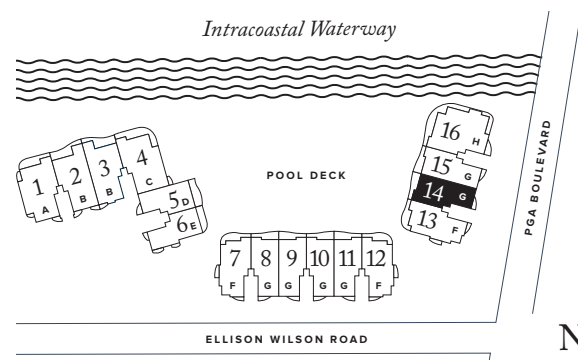 Intracoastal Waterway
PGA BOULEVARD
POOL DECK
1 A
2 B
3 B
4 C
5 D
6 E
7 F
8 G
9 G
10 G
11 G
12 F
16 H
15 G
14 G
13 F
ELLISON WILSON ROAD
N